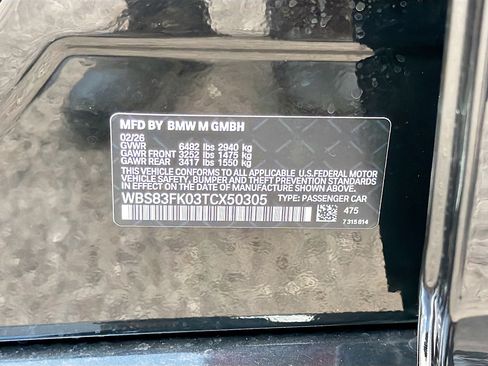 MFD BY BMW M GMBH
02/26
GVWR 6482 lbs 2940 kg
GAWR FRONT 3252 lbs 1475 kg
GAWR REAR 3417 lbs 1550 kg
THIS VEHICLE CONFORMS TO ALL APPLICABLE U.S. FEDERAL MOTOR
VEHICLE SAFETY, BUMPER, AND THEFT PREVENTION STANDARDS
IN EFFECT ON THE DATE OF MANUFACTURE SHOWN ABOVE.
WBS83FK03TCX50305 TYPE: PASSENGER CAR
475
7 315 814